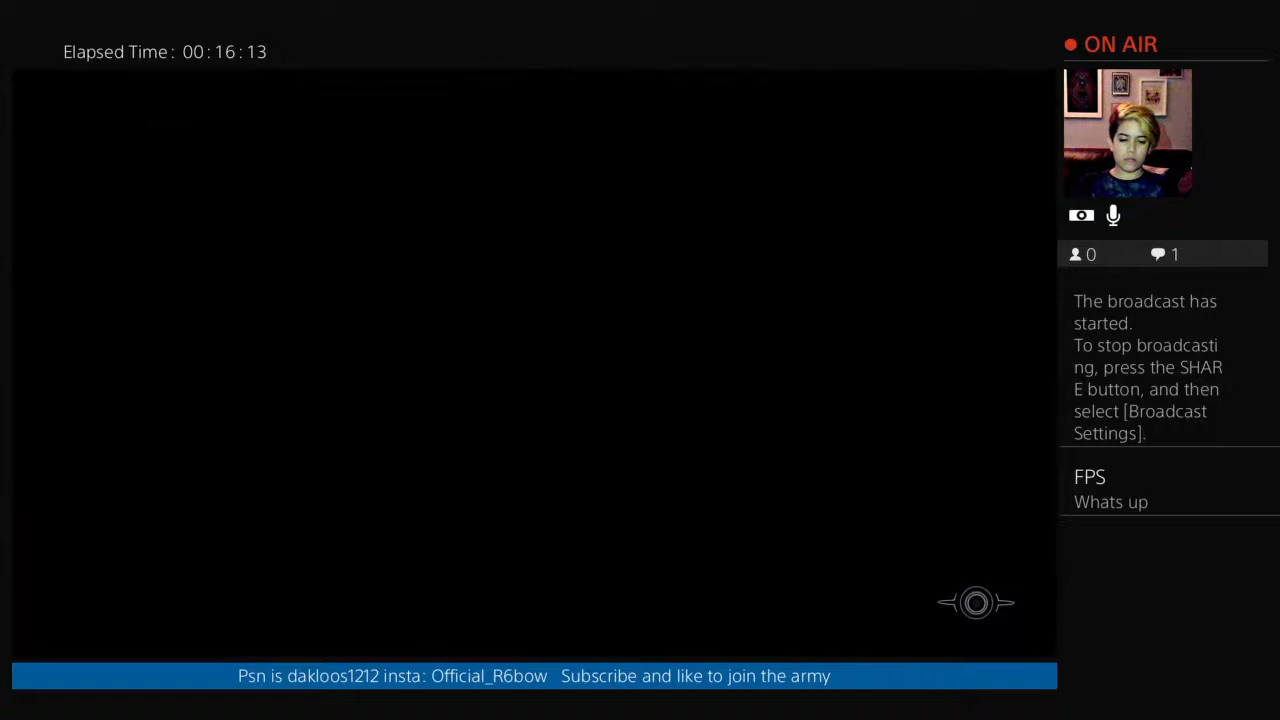 Elapsed Time: 00:16:13
ON AIR
0 1
The broadcast has
started.
To stop broadcasti
ng, press the SHAR
E button, and then
select [Broadcast
Settings].
FPS
Whats up
Psn is dakloos1212 insta: Official_R6bow Subscribe and like to join the army